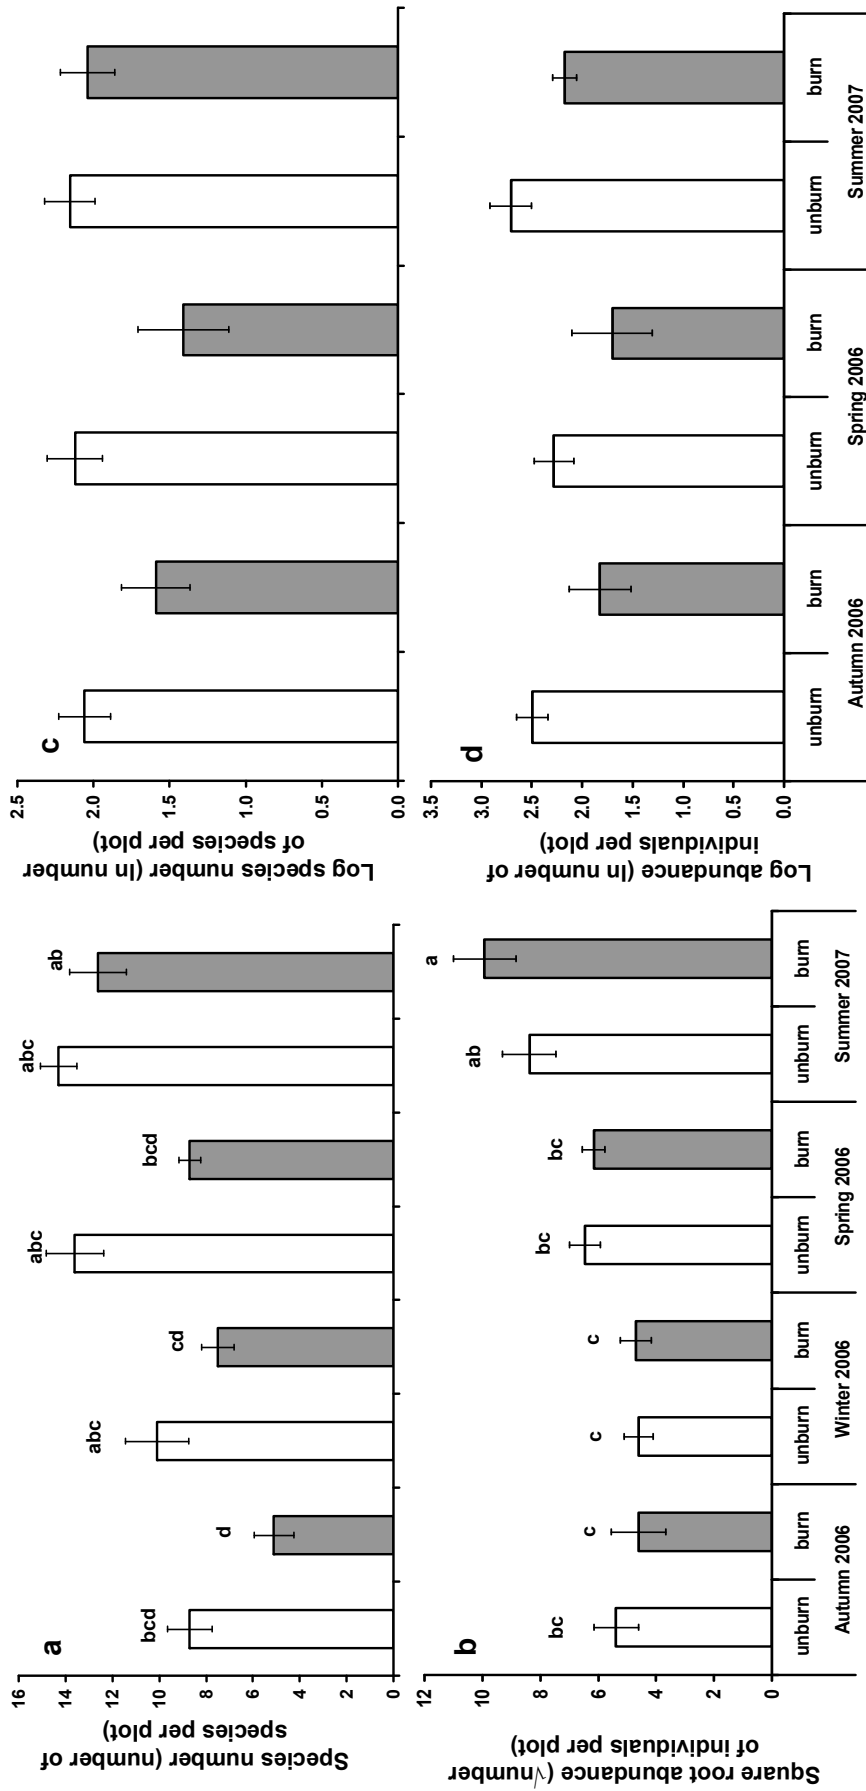 a
Species number (number of
species per plot)
16
14
12
10
8
6
4
2
0
bcd
d
abc
cd
abc
bcd
abc
ab
b
Square root abundance (√number
of individuals per plot)
12
10
8
6
4
2
0
bc
c
c
c
bc
bc
ab
a
unburn burn unburn burn unburn burn unburn burn
Autumn 2006 Winter 2006 Spring 2006 Summer 2007
c
Log species number (ln number
of species per plot)
2.5
2.0
1.5
1.0
0.5
0.0
d
Log abundance (ln number of
individuals per plot)
3.5
3.0
2.5
2.0
1.5
1.0
0.5
0.0
unburn burn unburn burn unburn burn
Autumn 2006 Spring 2006 Summer 2007